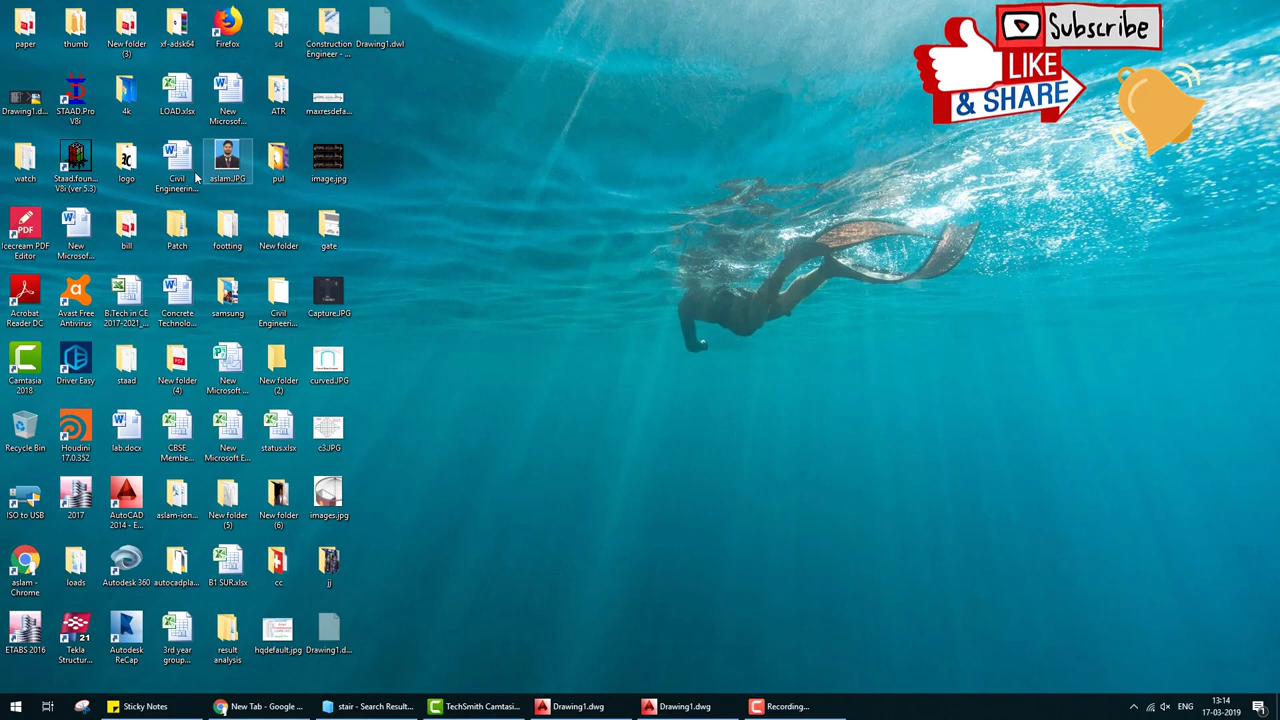 paper
thumb
New folder
(3)
xf-adsk64
Firefox
sd
Construction
Engineer -...
Drawing1.dwl
Subscribe
LIKE
& SHARE
Drawing1.d...
STAAD.Pro
V8i
4k
LOAD.xlsx
New
Microsof...
ATR
maxresdefa...
watch
Staad.foun...
V8i (ver 5.3)
logo
Civil
Engineerin...
aslam.JPG
pul
image.jpg
Icecream PDF
Editor
New
Microsof...
bill
Patch
footting
New folder
gate
Acrobat
Reader DC
Avast Free
Antivirus
B.Tech in CE
2017-2021_...
Concrete
Technolo...
samsung
Civil
Engineeri...
Capture.JPG
Camtasia
2018
Driver Easy
staad
New folder
(4)
New
Microsoft ...
New folder
(2)
curved.JPG
Recycle Bin
Houdini
17.0.352
lab.docx
CBSE
Membe...
New
Microsoft E...
status.xlsx
c3.JPG
ISO to USB
2017
AutoCAD
2014 - E...
aslam-ion...
New folder
(5)
New folder
(6)
images.jpg
aslam -
Chrome
loads
Autodesk 360
autocadpla...
B1 SUR.xlsx
cc
jj
ETABS 2016
Tekla
Structur...
Autodesk
ReCap
3rd year
group...
result
analysis
hqdefault.jpg
Drawing1.d...
Sticky Notes
New Tab - Google ...
stair - Search Result...
TechSmith Camtasi...
Drawing1.dwg
Drawing1.dwg
Recording...
ENG
13:14
17-03-2019